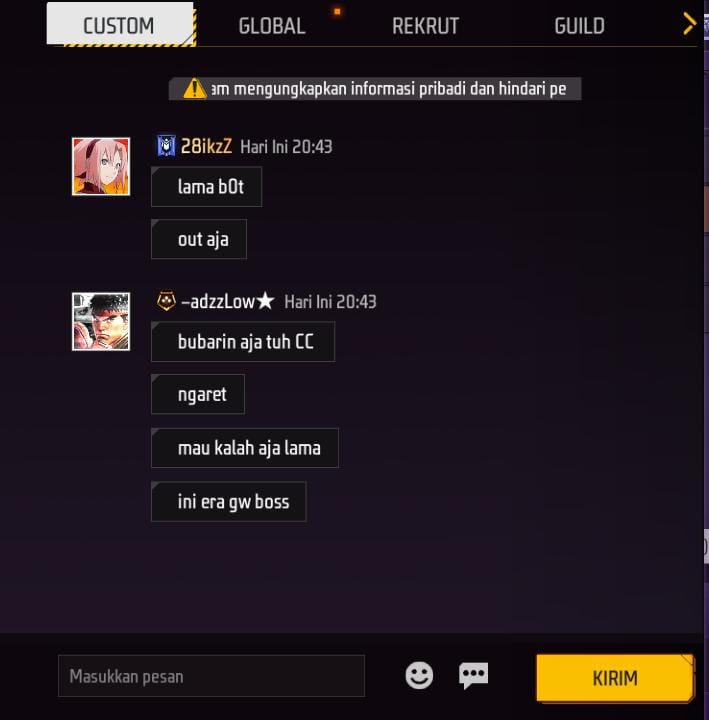 CUSTOM GLOBAL REKRUT GUILD
am mengungkapkan informasi pribadi dan hindari pe
28ikzZ Hari Ini 20:43
lama b0t
out aja
–adzzLow★ Hari Ini 20:43
bubarin aja tuh CC
ngaret
mau kalah aja lama
ini era gw boss
Masukkan pesan KIRIM